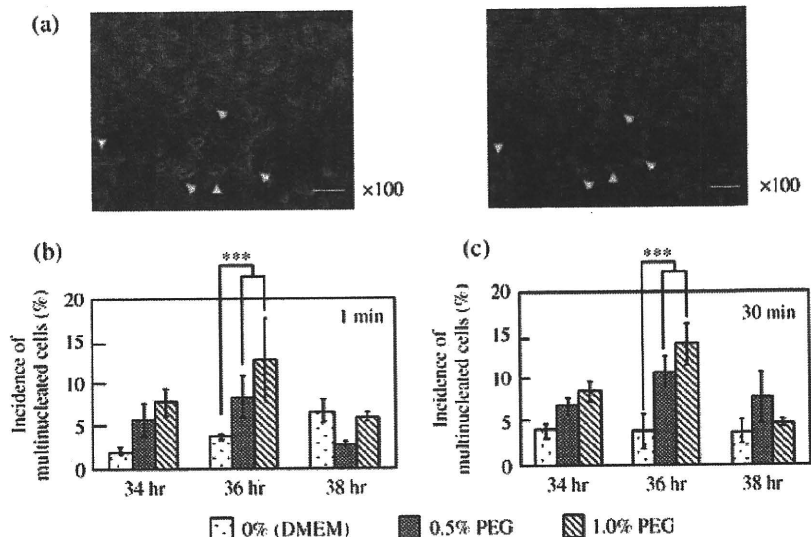 (a)
×100
×100
(b)
***
20
15
10
5
0
1 min
Incidence of
multinucleated cells (%)
34 hr
36 hr
38 hr
(c)
***
20
15
10
5
0
30 min
Incidence of
multinucleated cells (%)
34 hr
36 hr
38 hr
0% (DMEM)
0.5% PEG
1.0% PEG